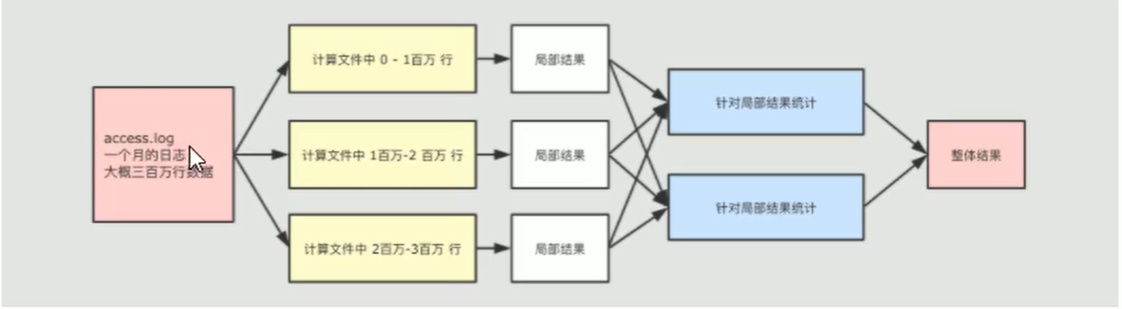 access.log
一个月的日志
大概三百万行数据
计算文件中 0 - 1百万 行
计算文件中 1百万-2 百万 行
计算文件中 2百万-3百万 行
局部结果
局部结果
局部结果
针对局部结果统计
针对局部结果统计
整体结果